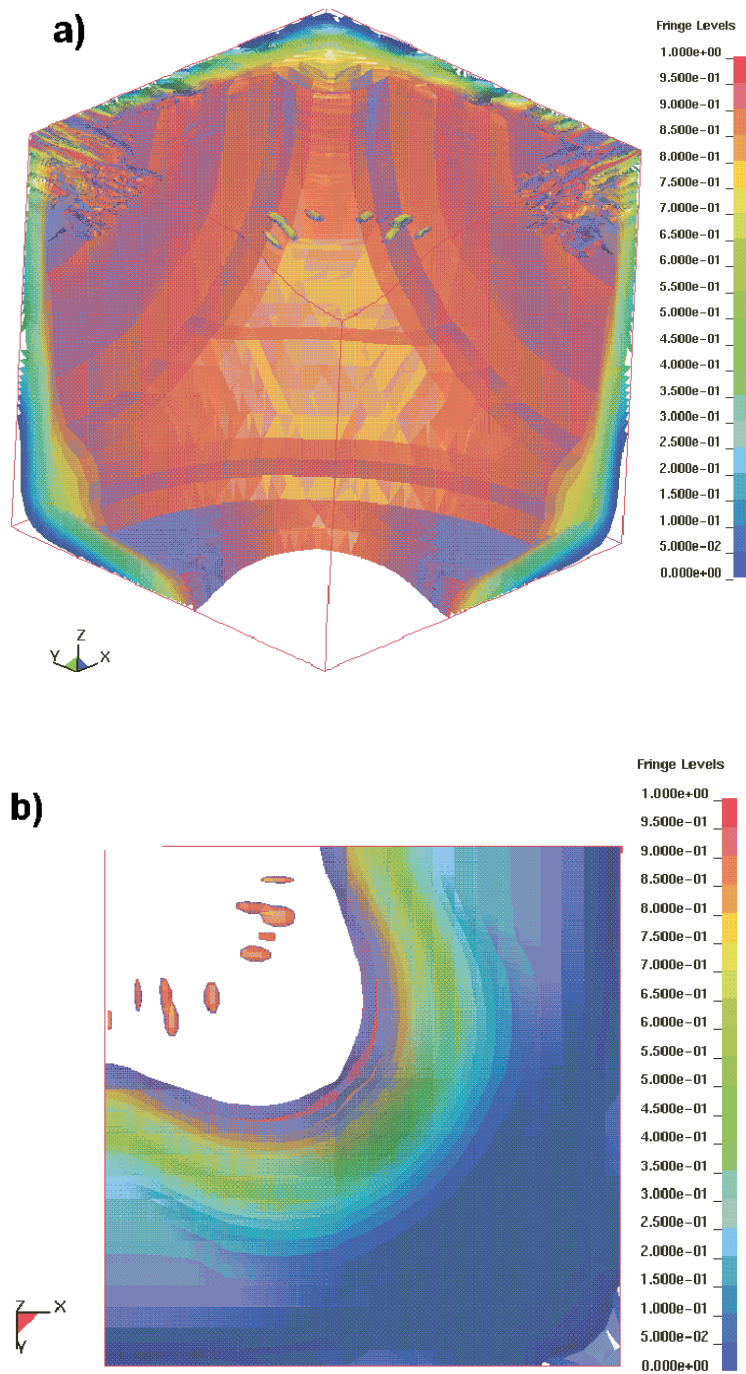 a)
Fringe Levels
1.000e+00
9.500e-01
9.000e-01
8.500e-01
8.000e-01
7.500e-01
7.000e-01
6.500e-01
6.000e-01
5.500e-01
5.000e-01
4.500e-01
4.000e-01
3.500e-01
3.000e-01
2.500e-01
2.000e-01
1.500e-01
1.000e-01
5.000e-02
0.000e+00
Z
Y X
b)
Fringe Levels
1.000e+00
9.500e-01
9.000e-01
8.500e-01
8.000e-01
7.500e-01
7.000e-01
6.500e-01
6.000e-01
5.500e-01
5.000e-01
4.500e-01
4.000e-01
3.500e-01
3.000e-01
2.500e-01
2.000e-01
1.500e-01
1.000e-01
5.000e-02
0.000e+00
Z X
Y